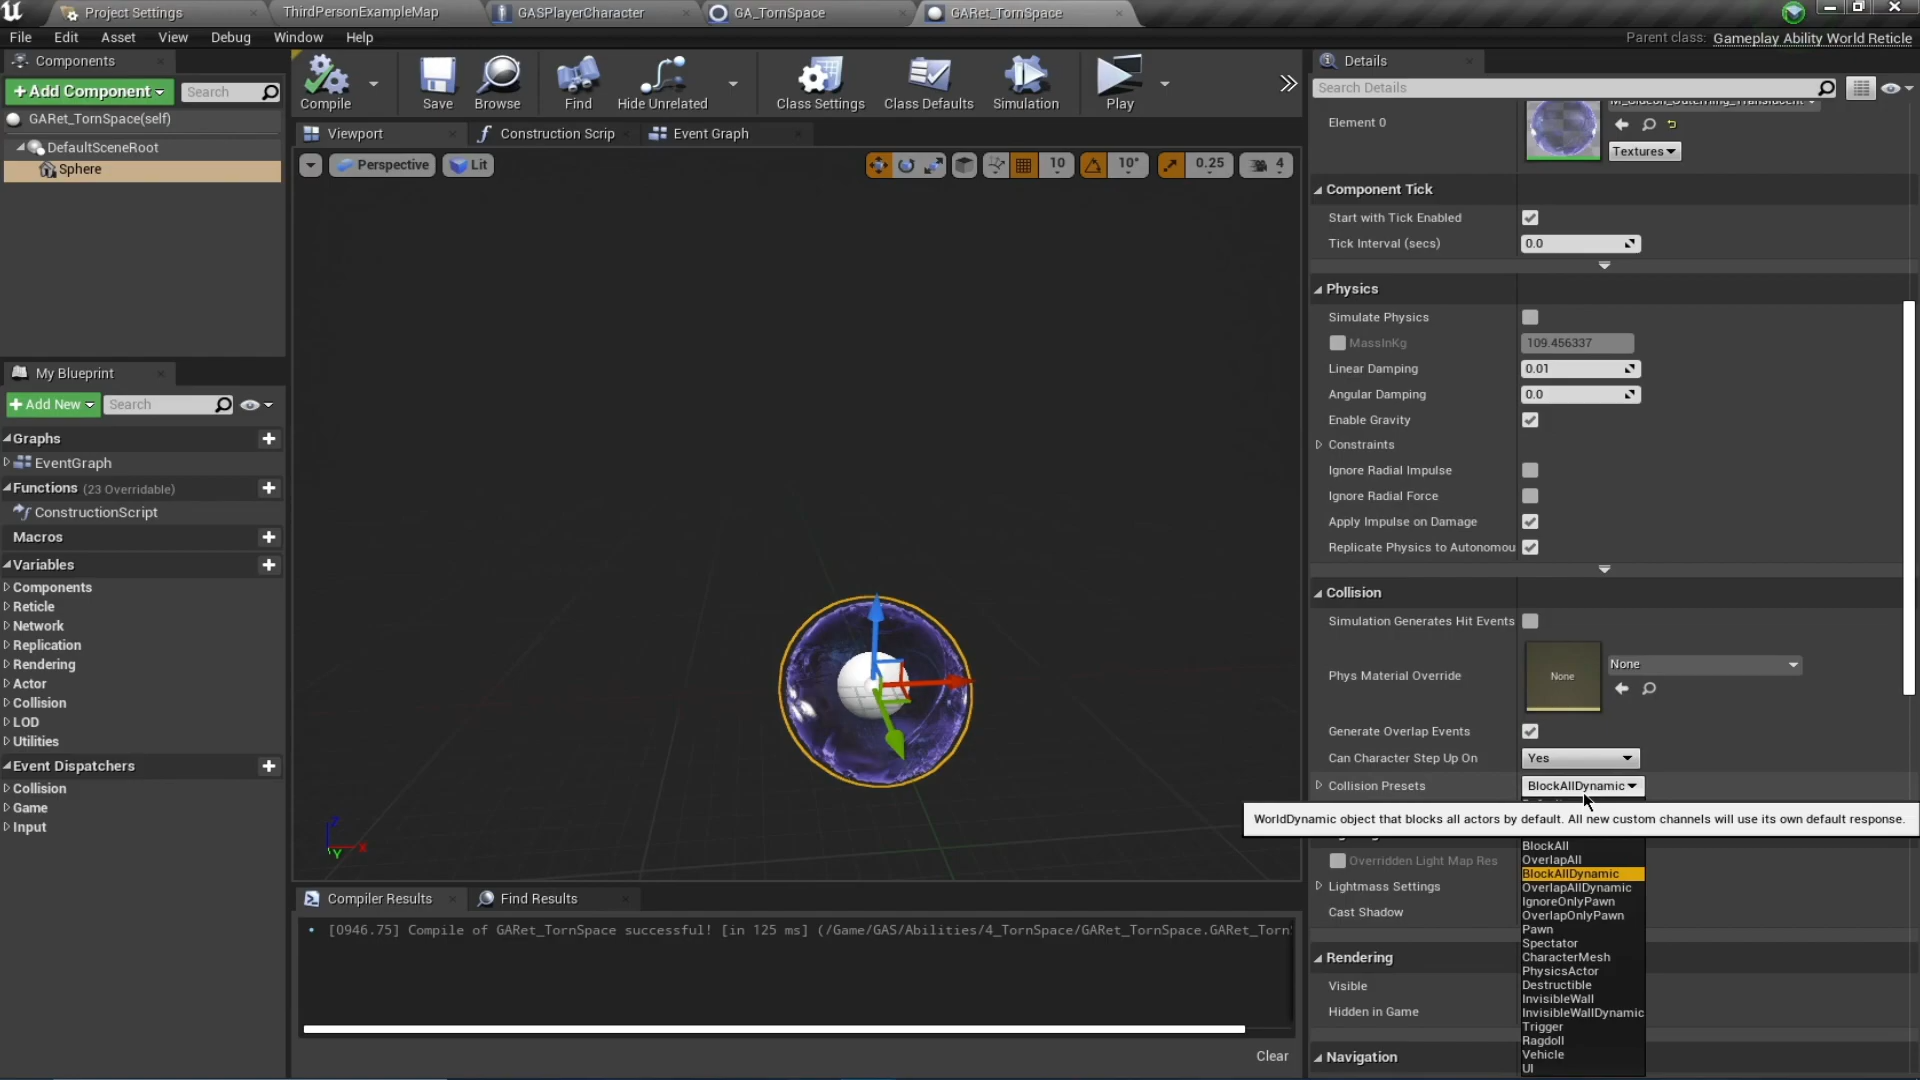 Project Settings
ThirdPersonExampleMap
GASPlayerCharacter
GA_TornSpace
GARet_TornSpace
File Edit Asset View Debug Window Help
Parent class: Gameplay Ability World Reticle
Components
+ Add Component
Search
GARet_TornSpace(self)
DefaultSceneRoot
Sphere
My Blueprint
+ Add New
Search
Graphs
EventGraph
Functions (23 Overridable)
ConstructionScript
Macros
Variables
Components
Reticle
Network
Replication
Rendering
Actor
Collision
LOD
Utilities
Event Dispatchers
Collision
Game
Input
Compile
Save
Browse
Find
Hide Unrelated
Class Settings
Class Defaults
Simulation
Play
Viewport
Construction Scrip
Event Graph
Perspective
Lit
10
10°
0.25
4
Z
X
Y
Compiler Results
Find Results
[0946.75] Compile of GARet_TornSpace successful! [in 125 ms] (/Game/GAS/Abilities/4_TornSpace/GARet_TornSpace.GARet_Torn
Clear
Details
Search Details
Element 0
Textures
Component Tick
Start with Tick Enabled
Tick Interval (secs) 0.0
Physics
Simulate Physics
MassInKg 109.456337
Linear Damping 0.01
Angular Damping 0.0
Enable Gravity
Constraints
Ignore Radial Impulse
Ignore Radial Force
Apply Impulse on Damage
Replicate Physics to Autonomou
Collision
Simulation Generates Hit Events
Phys Material Override
None
None
Generate Overlap Events
Can Character Step Up On Yes
Collision Presets BlockAllDynamic
WorldDynamic object that blocks all actors by default. All new custom channels will use its own default response.
BlockAll
OverlapAll
BlockAllDynamic
OverlapAllDynamic
IgnoreOnlyPawn
OverlapOnlyPawn
Pawn
Spectator
CharacterMesh
PhysicsActor
Destructible
InvisibleWall
InvisibleWallDynamic
Trigger
Ragdoll
Vehicle
UI
Overridden Light Map Res
Lightmass Settings
Cast Shadow
Rendering
Visible
Hidden in Game
Navigation